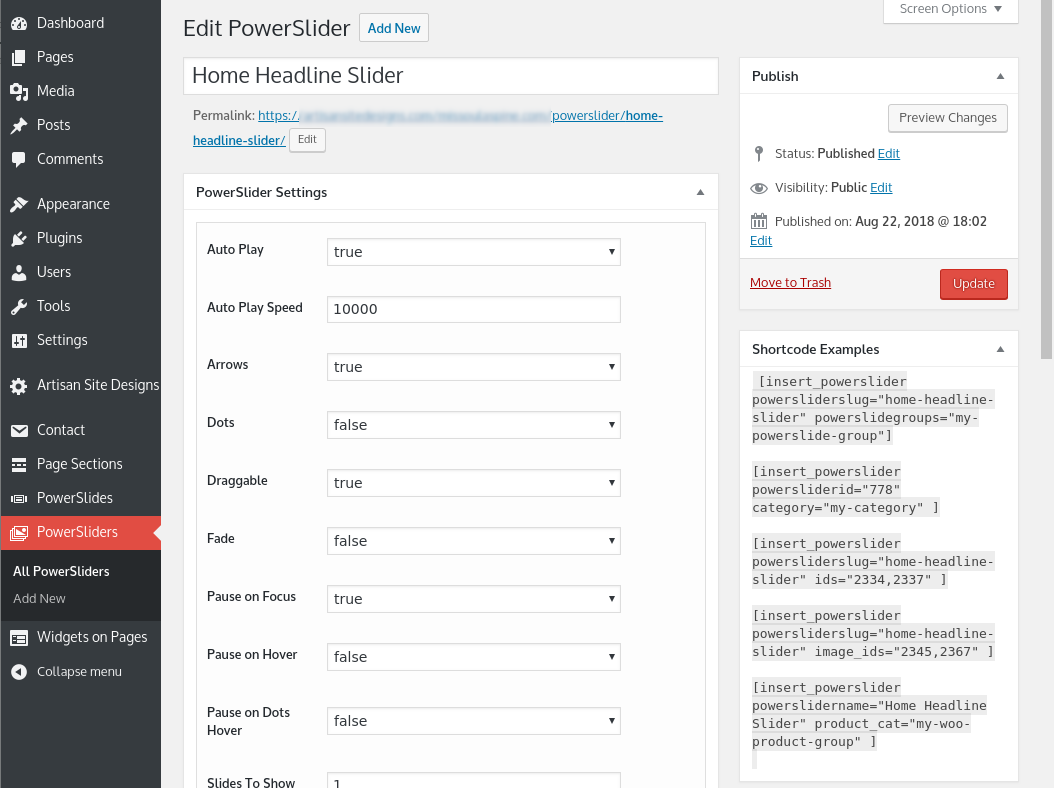 Dashboard
Pages
Media
Posts
Comments
Appearance
Plugins
Users
Tools
Settings
Artisan Site Designs
Contact
Page Sections
PowerSlides
PowerSliders
All PowerSliders
Add New
Widgets on Pages
Collapse menu
Screen Options
Edit PowerSlider
Add New
Home Headline Slider
Permalink: https:/ /powerslider/home-
headline-slider/ Edit
PowerSlider Settings
Auto Play true
Auto Play Speed 10000
Arrows true
Dots false
Draggable true
Fade false
Pause on Focus true
Pause on Hover false
Pause on Dots
Hover false
Slides To Show 1
Publish
Preview Changes
Status: Published Edit
Visibility: Public Edit
Published on: Aug 22, 2018 @ 18:02
Edit
Move to Trash Update
Shortcode Examples
[insert_powerslider
powersliderslug="home-headline-
slider" powerslidegroups="my-
powerslide-group"]
[insert_powerslider
powersliderid="778"
category="my-category" ]
[insert_powerslider
powersliderslug="home-headline-
slider" ids="2334,2337" ]
[insert_powerslider
powersliderslug="home-headline-
slider" image_ids="2345,2367" ]
[insert_powerslider
powerslidername="Home Headline
Slider" product_cat="my-woo-
product-group" ]